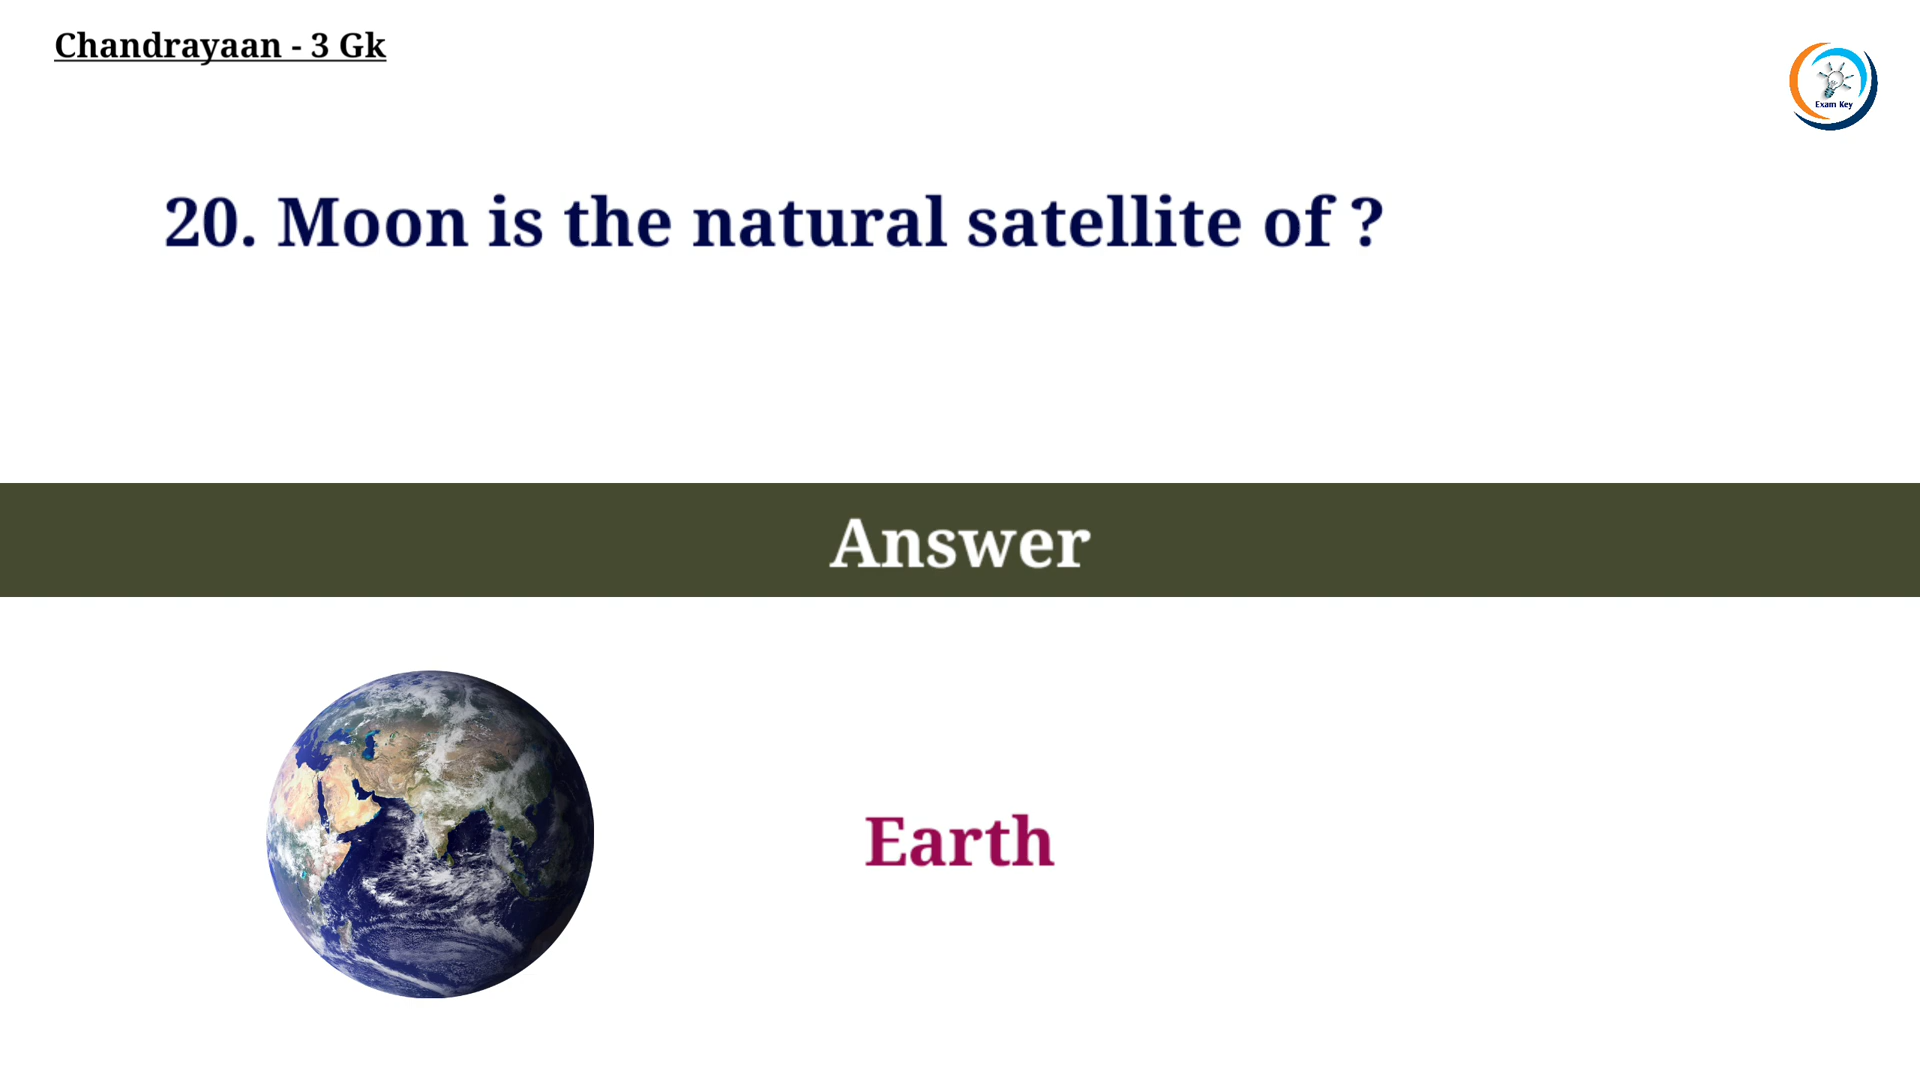 Chandrayaan - 3 Gk
Exam Key
20. Moon is the natural satellite of ?
Answer
Earth